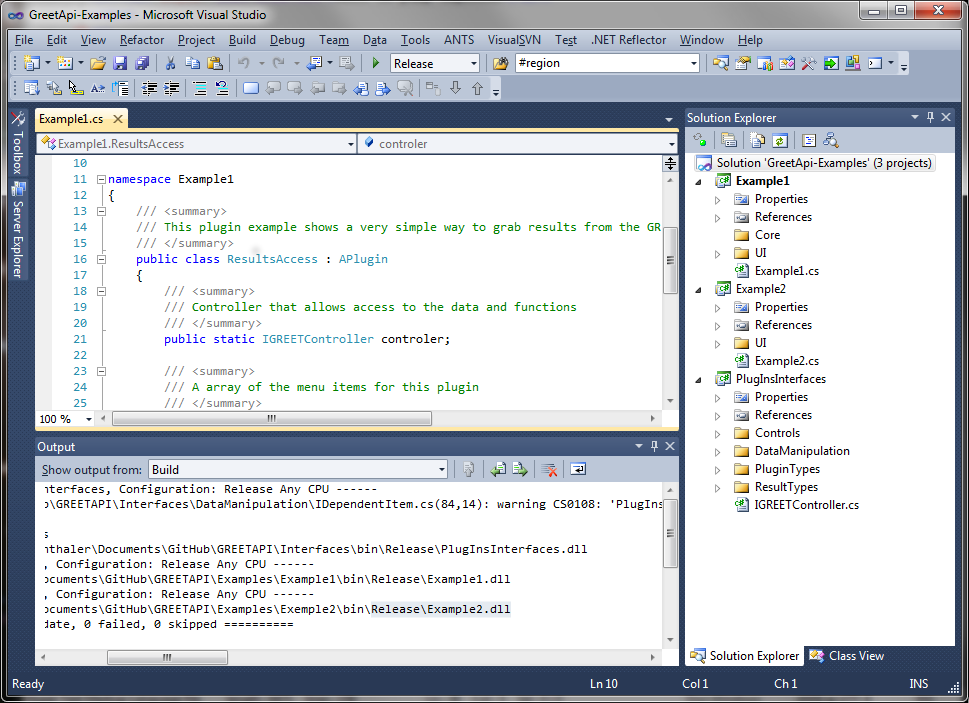 GreetApi-Examples - Microsoft Visual Studio
File Edit View Refactor Project Build Debug Team Data Tools ANTS VisualSVN Test .NET Reflector Window Help
Release #region
Toolbox
Server Explorer
Example1.cs
Example1.ResultsAccess controler
10
11 namespace Example1
12 {
13 /// <summary>
14 /// This plugin example shows a very simple way to grab results from the GR
15 /// </summary>
16 public class ResultsAccess : APlugin
17 {
18 /// <summary>
19 /// Controller that allows access to the data and functions
20 /// </summary>
21 public static IGREETController controler;
22
23 /// <summary>
24 /// A array of the menu items for this plugin
25 /// </summary>
100 %
Output
Show output from: Build
nterfaces, Configuration: Release Any CPU ------
b\GREETAPI\Interfaces\DataManipulation\IDependentItem.cs(84,14): warning CS0108: 'PlugIns
s
nthaler\Documents\GitHub\GREETAPI\Interfaces\bin\Release\PlugInsInterfaces.dll
, Configuration: Release Any CPU ------
ocuments\GitHub\GREETAPI\Examples\Example1\bin\Release\Example1.dll
, Configuration: Release Any CPU ------
ocuments\GitHub\GREETAPI\Examples\Exemple2\bin\Release\Example2.dll
date, 0 failed, 0 skipped ==========
Solution Explorer
Solution 'GreetApi-Examples' (3 projects)
Example1
Properties
References
Core
UI
Example1.cs
Example2
Properties
References
UI
Example2.cs
PlugInsInterfaces
Properties
References
Controls
DataManipulation
PluginTypes
ResultTypes
IGREETController.cs
Solution Explorer Class View
Ready Ln 10 Col 1 Ch 1 INS